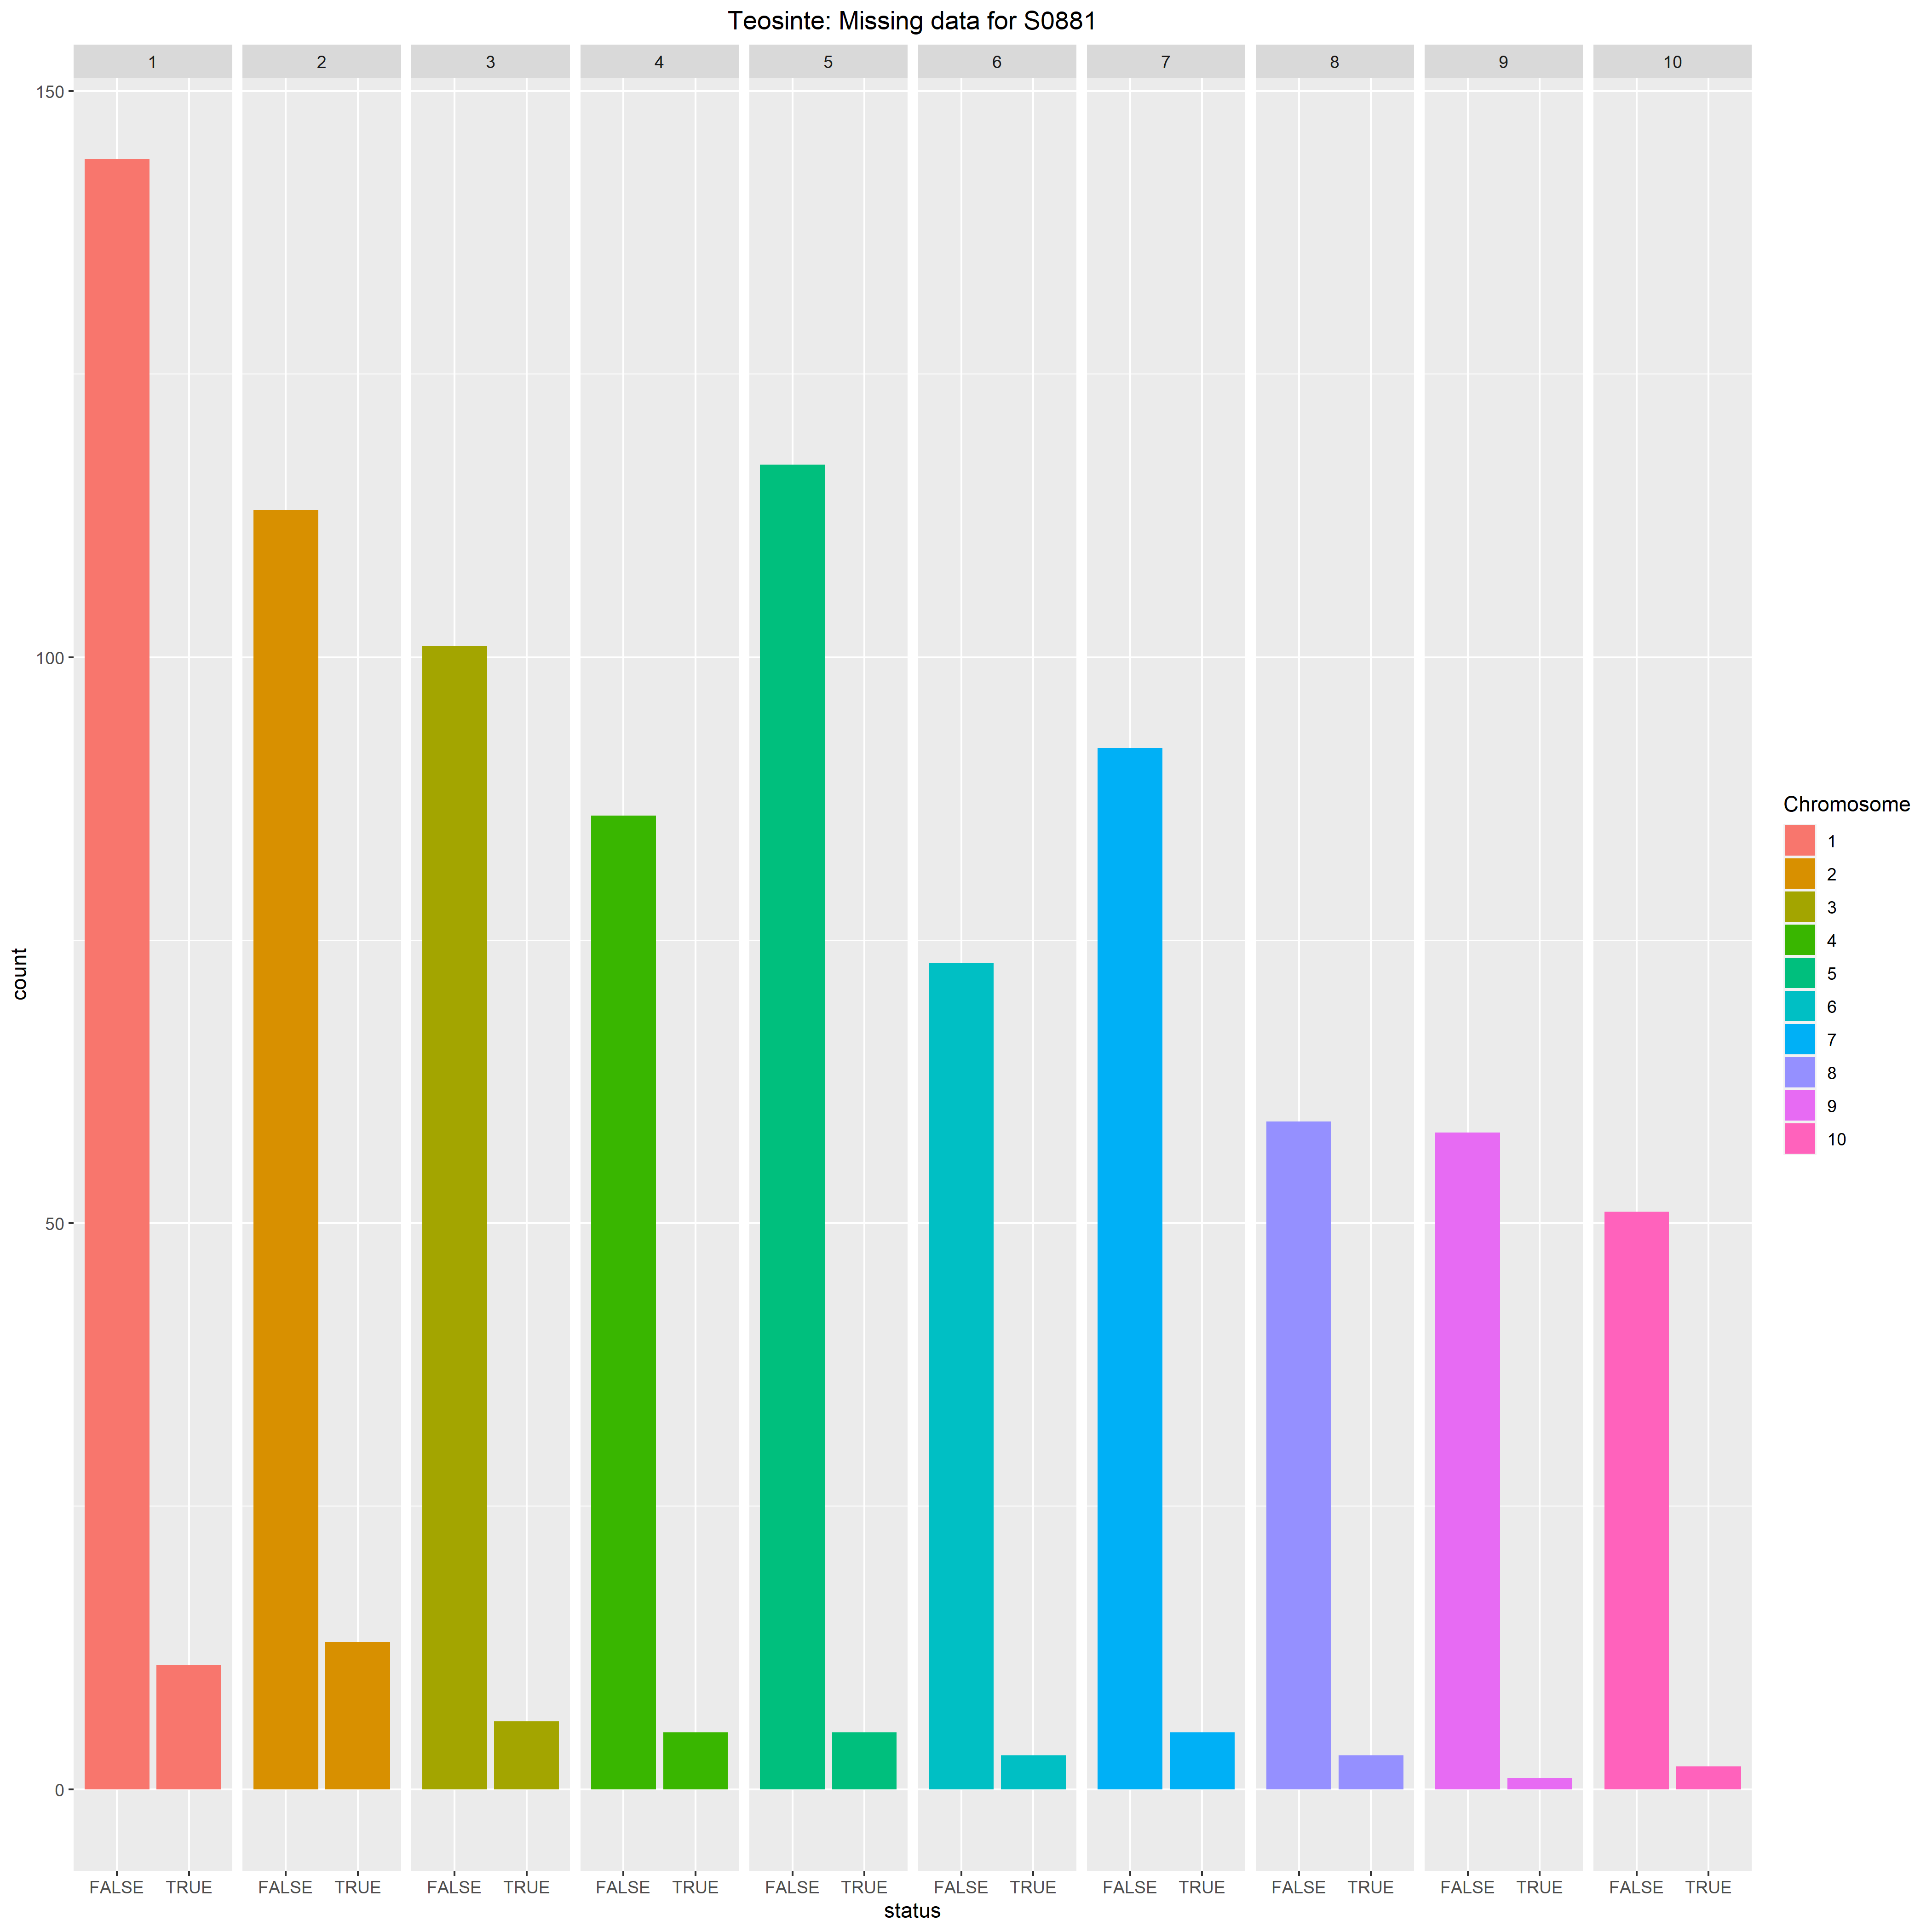 Teosinte: Missing data for S0881
1 2 3 4 5 6 7 8 9 10
150
100
50
0
count
FALSE TRUE FALSE TRUE FALSE TRUE FALSE TRUE FALSE TRUE FALSE TRUE FALSE TRUE FALSE TRUE FALSE TRUE FALSE TRUE
status
Chromosome
1
2
3
4
5
6
7
8
9
10